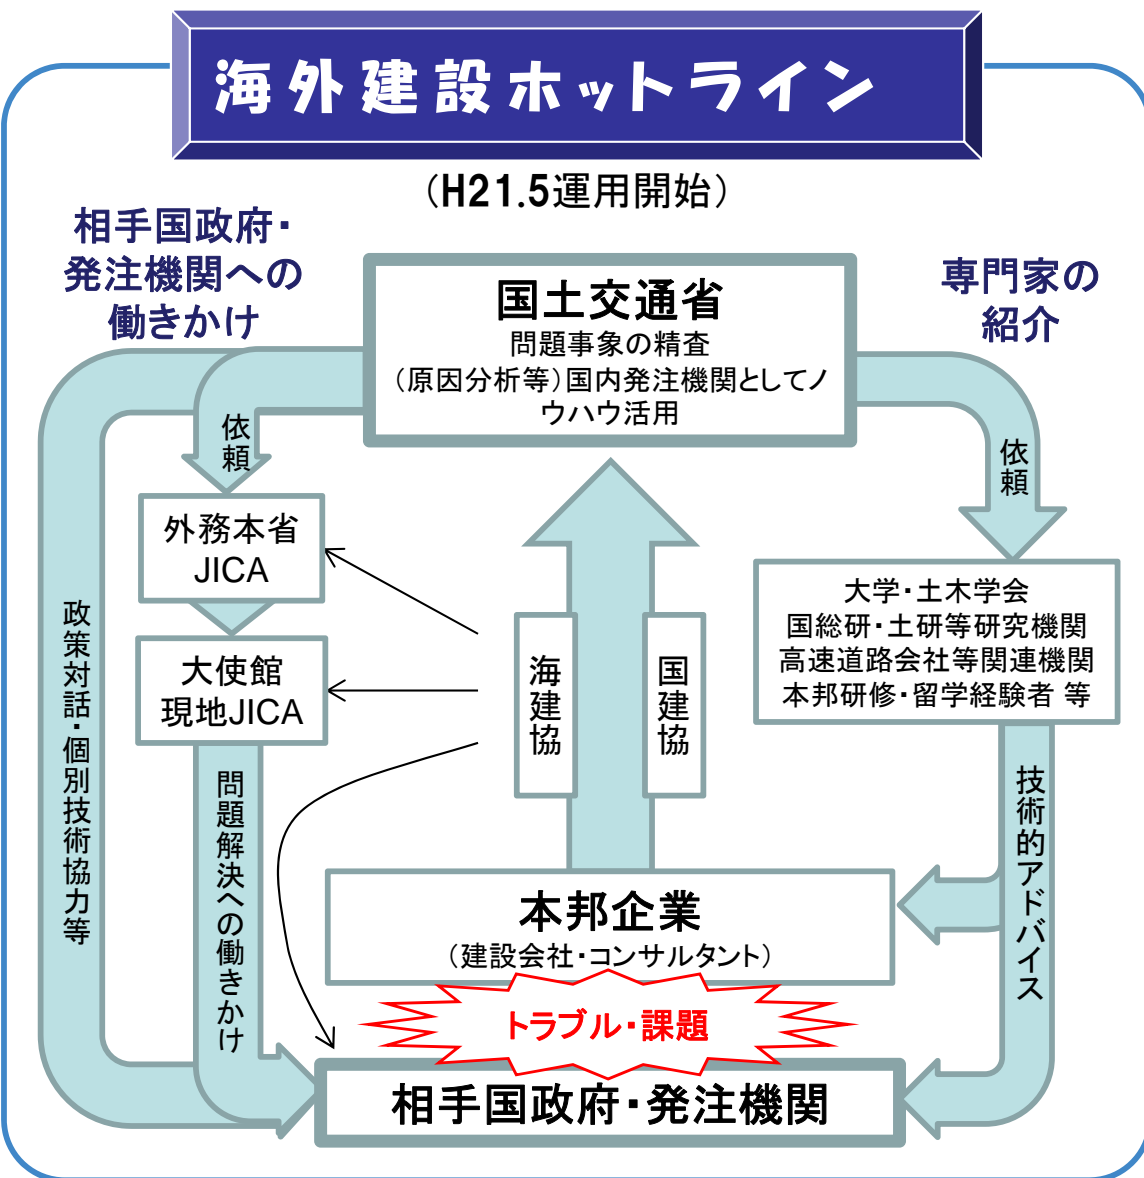 海外建設ホットライン
（H21.5運用開始）
相手国政府・
発注機関への
働きかけ
専門家の
紹介
国土交通省
問題事象の精査
（原因分析等）国内発注機関としてノ
ウハウ活用
依頼
依頼
外務本省
JICA
大使館
現地JICA
大学・土木学会
国総研・土研等研究機関
高速道路会社等関連機関
本邦研修・留学経験者 等
政策対話・個別技術協力等
問題解決への働きかけ
海建協
国建協
技術的アドバイス
本邦企業
（建設会社・コンサルタント）
トラブル・課題
相手国政府・発注機関